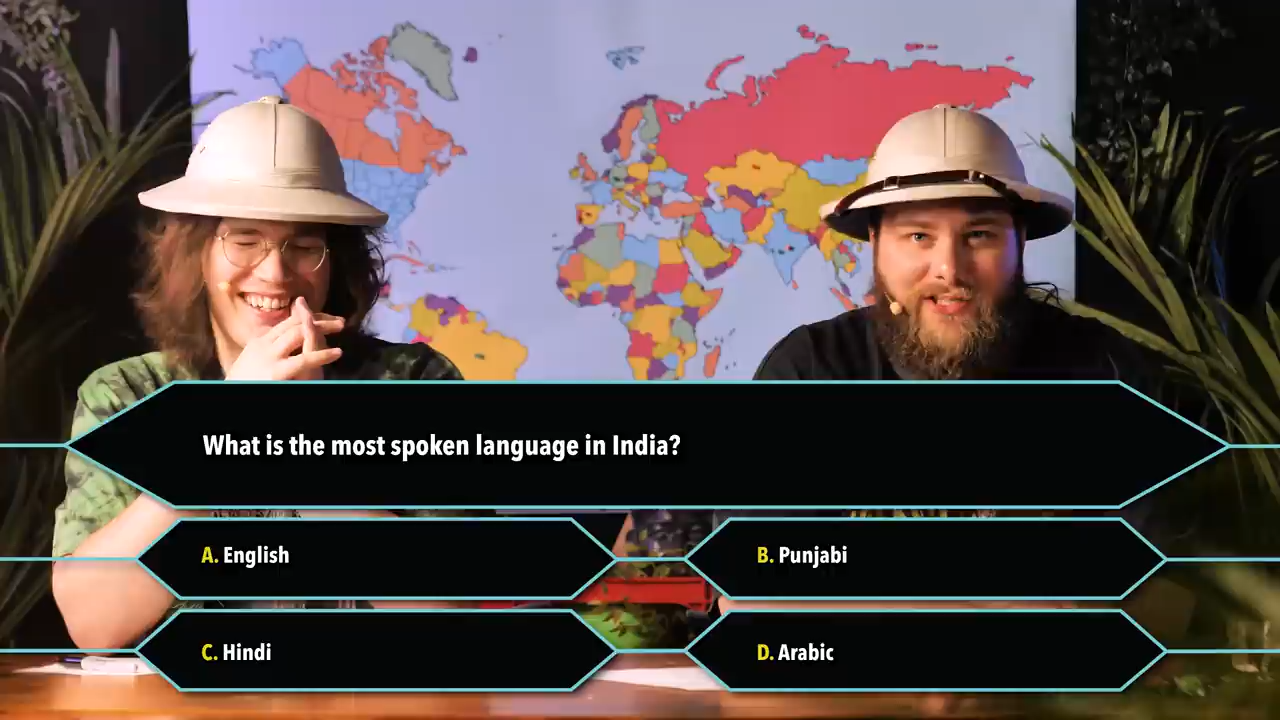 What is the most spoken language in India?
A. English
B. Punjabi
C. Hindi
D. Arabic